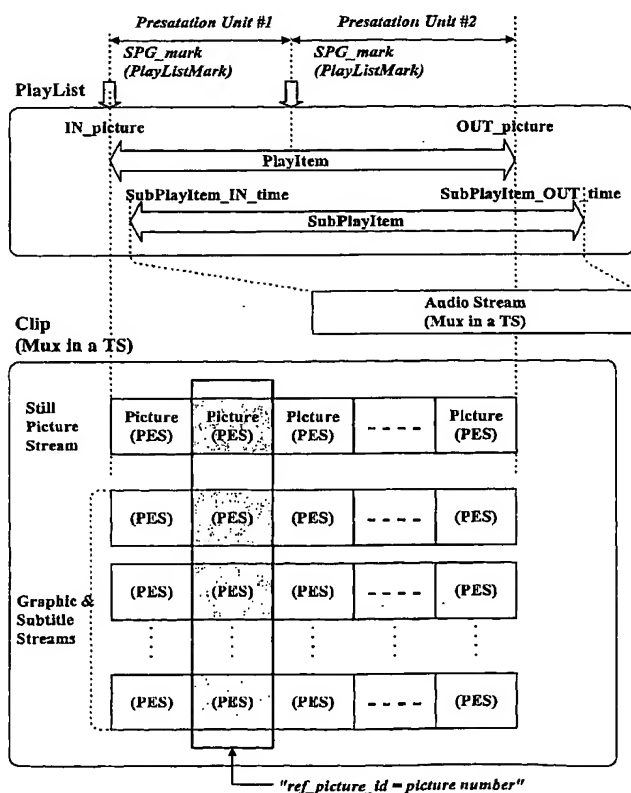 Presatation Unit #1
Presatation Unit #2
SPG_mark
(PlayListMark)
SPG_mark
(PlayListMark)
PlayList
IN_picture
OUT_picture
PlayItem
SubPlayItem_IN_time
SubPlayItem_OUT_time
SubPlayItem
Audio Stream
(Mux in a TS)
Clip
(Mux in a TS)
Still
Picture
Stream
Picture
(PES)
Picture
(PES)
Picture
(PES)
Picture
(PES)
(PES)
(PES)
(PES)
(PES)
Graphic &
Subtitle
Streams
(PES)
(PES)
(PES)
(PES)
(PES)
(PES)
(PES)
(PES)
"ref_picture_id = picture number"